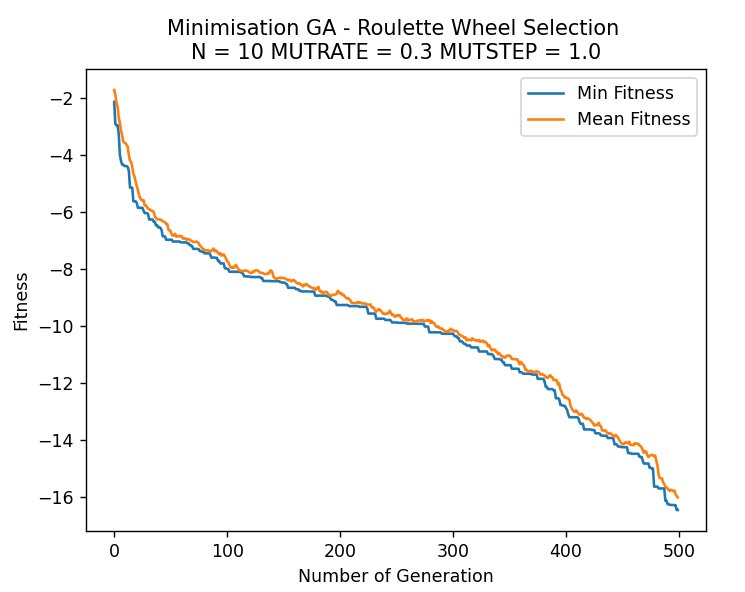 Minimisation GA - Roulette Wheel Selection
N = 10 MUTRATE = 0.3 MUTSTEP = 1.0
Min Fitness
Mean Fitness
Fitness
−2
−4
−6
−8
−10
−12
−14
−16
0 100 200 300 400 500
Number of Generation